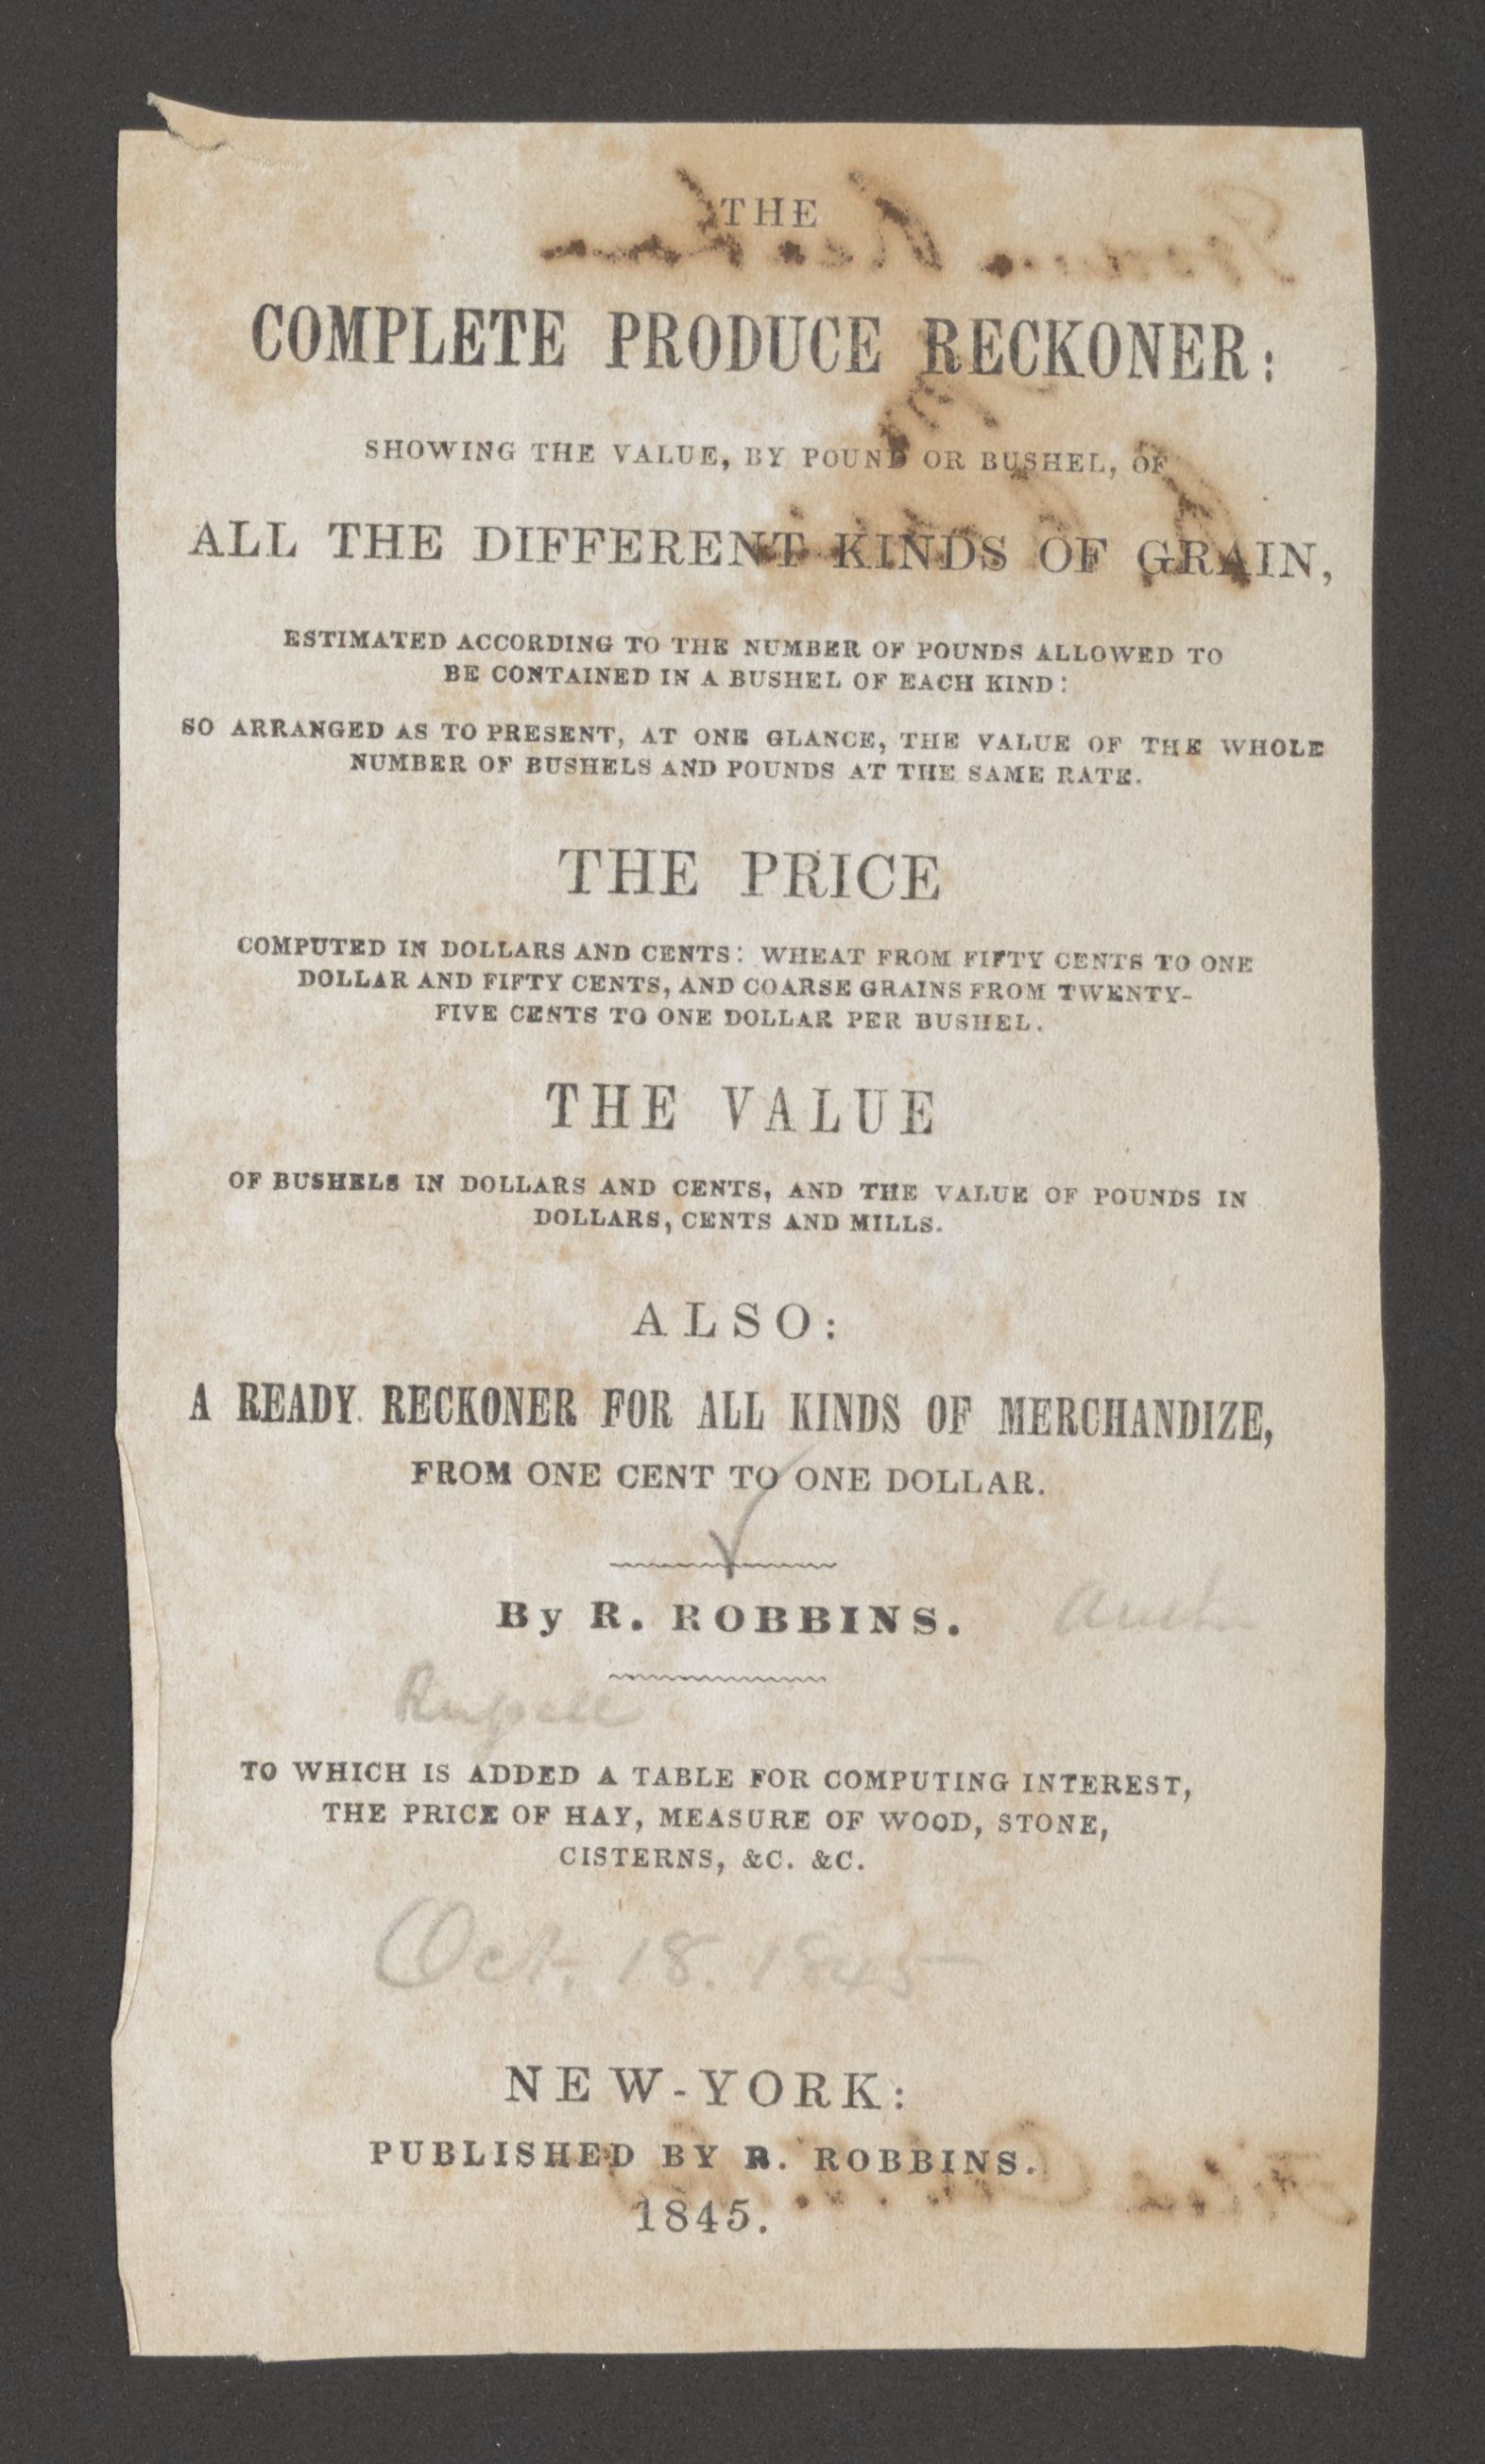 THE
COMPLETE PRODUCE RECKONER:
SHOWING THE VALUE, BY POUND OR BUSHEL, OF
ALL THE DIFFERENT KINDS OF GRAIN,
ESTIMATED ACCORDING TO THE NUMBER OF POUNDS ALLOWED TO
BE CONTAINED IN A BUSHEL OF EACH KIND:
SO ARRANGED AS TO PRESENT, AT ONE GLANCE, THE VALUE OF THE WHOLE
NUMBER OF BUSHELS AND POUNDS AT THE SAME RATE.
THE PRICE
COMPUTED IN DOLLARS AND CENTS: WHEAT FROM FIFTY CENTS TO ONE
DOLLAR AND FIFTY CENTS, AND COARSE GRAINS FROM TWENTY-
FIVE CENTS TO ONE DOLLAR PER BUSHEL.
THE VALUE
OF BUSHELS IN DOLLARS AND CENTS, AND THE VALUE OF POUNDS IN
DOLLARS, CENTS AND MILLS.
ALSO:
A READY RECKONER FOR ALL KINDS OF MERCHANDIZE,
FROM ONE CENT TO ONE DOLLAR.
By R. ROBBINS. Auth
Russell
TO WHICH IS ADDED A TABLE FOR COMPUTING INTEREST,
THE PRICE OF HAY, MEASURE OF WOOD, STONE,
CISTERNS, &C. &C.
Oct. 18. 1845
NEW-YORK:
PUBLISHED BY R. ROBBINS.
1845.